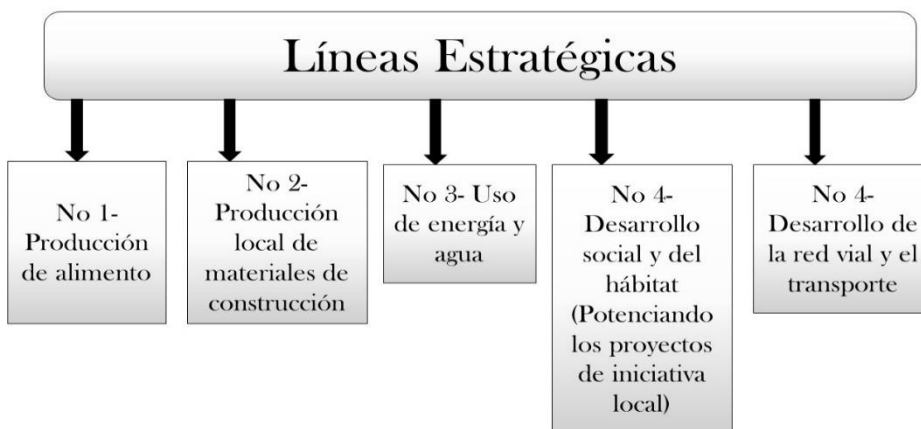 Líneas Estratégicas
No 1-
Producción
de alimento
No 2-
Producción
local de
materiales de
construcción
No 3- Uso
de energía y
agua
No 4-
Desarrollo
social y del
hábitat
(Potenciando
los proyectos
de iniciativa
local)
No 4-
Desarrollo de
la red vial y el
transporte